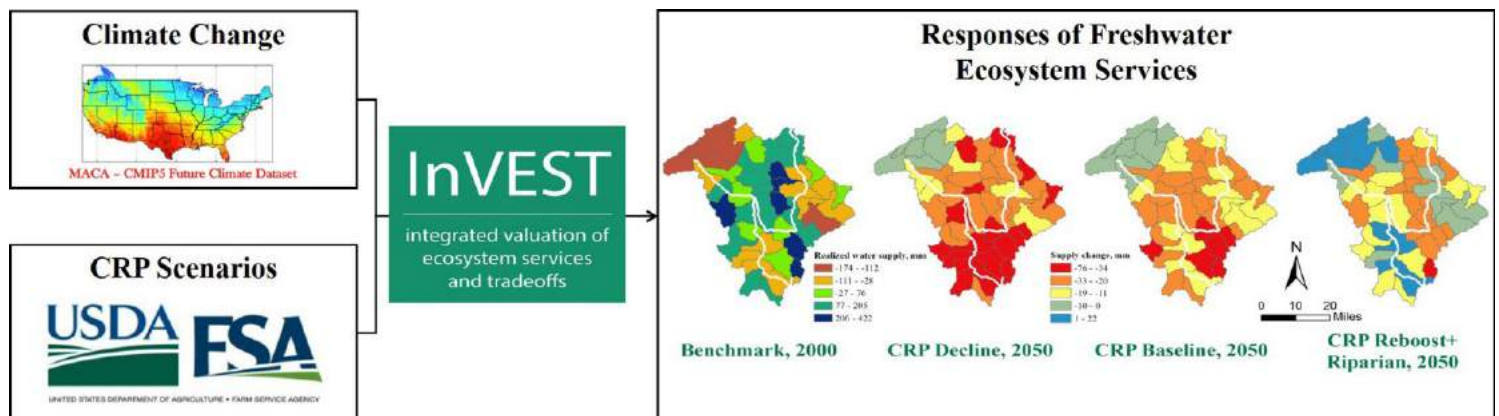 Climate Change
MACA – CMIP5 Future Climate Dataset
CRP Scenarios
USDA
FSA
UNITED STATES DEPARTMENT OF AGRICULTURE • FARM SERVICE AGENCY
InVEST
integrated valuation of
ecosystem services
and tradeoffs
Responses of Freshwater
Ecosystem Services
Realized water supply, mm
-174 - -112
-111 - -28
-27 - 76
77 - 205
206 - 422
Benchmark, 2000
Supply change, mm
-76 - -34
-33 - -20
-19 - -11
-10 - 0
1 - 22
CRP Decline, 2050
CRP Baseline, 2050
N
0 10 20
Miles
CRP Reboost+
Riparian, 2050